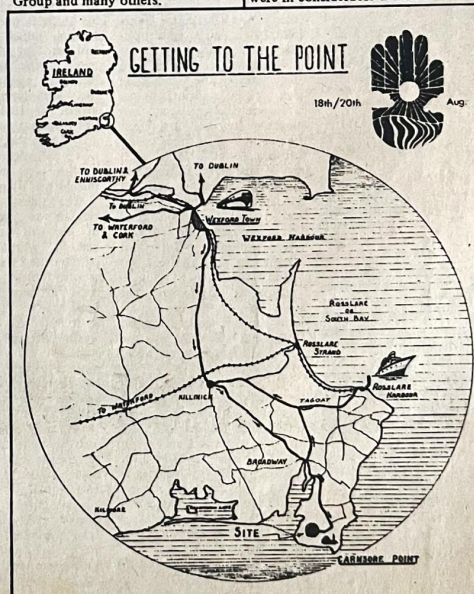 Group and many others.
GETTING TO THE POINT
IRELAND
18th/20th
Aug.
TO DUBLIN &
ENNISCORTHY
TO DUBLIN
TO DUBLIN
WEXFORD TOWN
TO WATERFORD
& CORK
WEXFORD HARBOUR
ROSSLARE
OR
SOUTH BAY
ROSSLARE
STRAND
ROSSLARE
HARBOUR
TO WATERFORD
KILLINICK
TAGOAT
BROADWAY
KILMORE
SITE
CARNSORE POINT